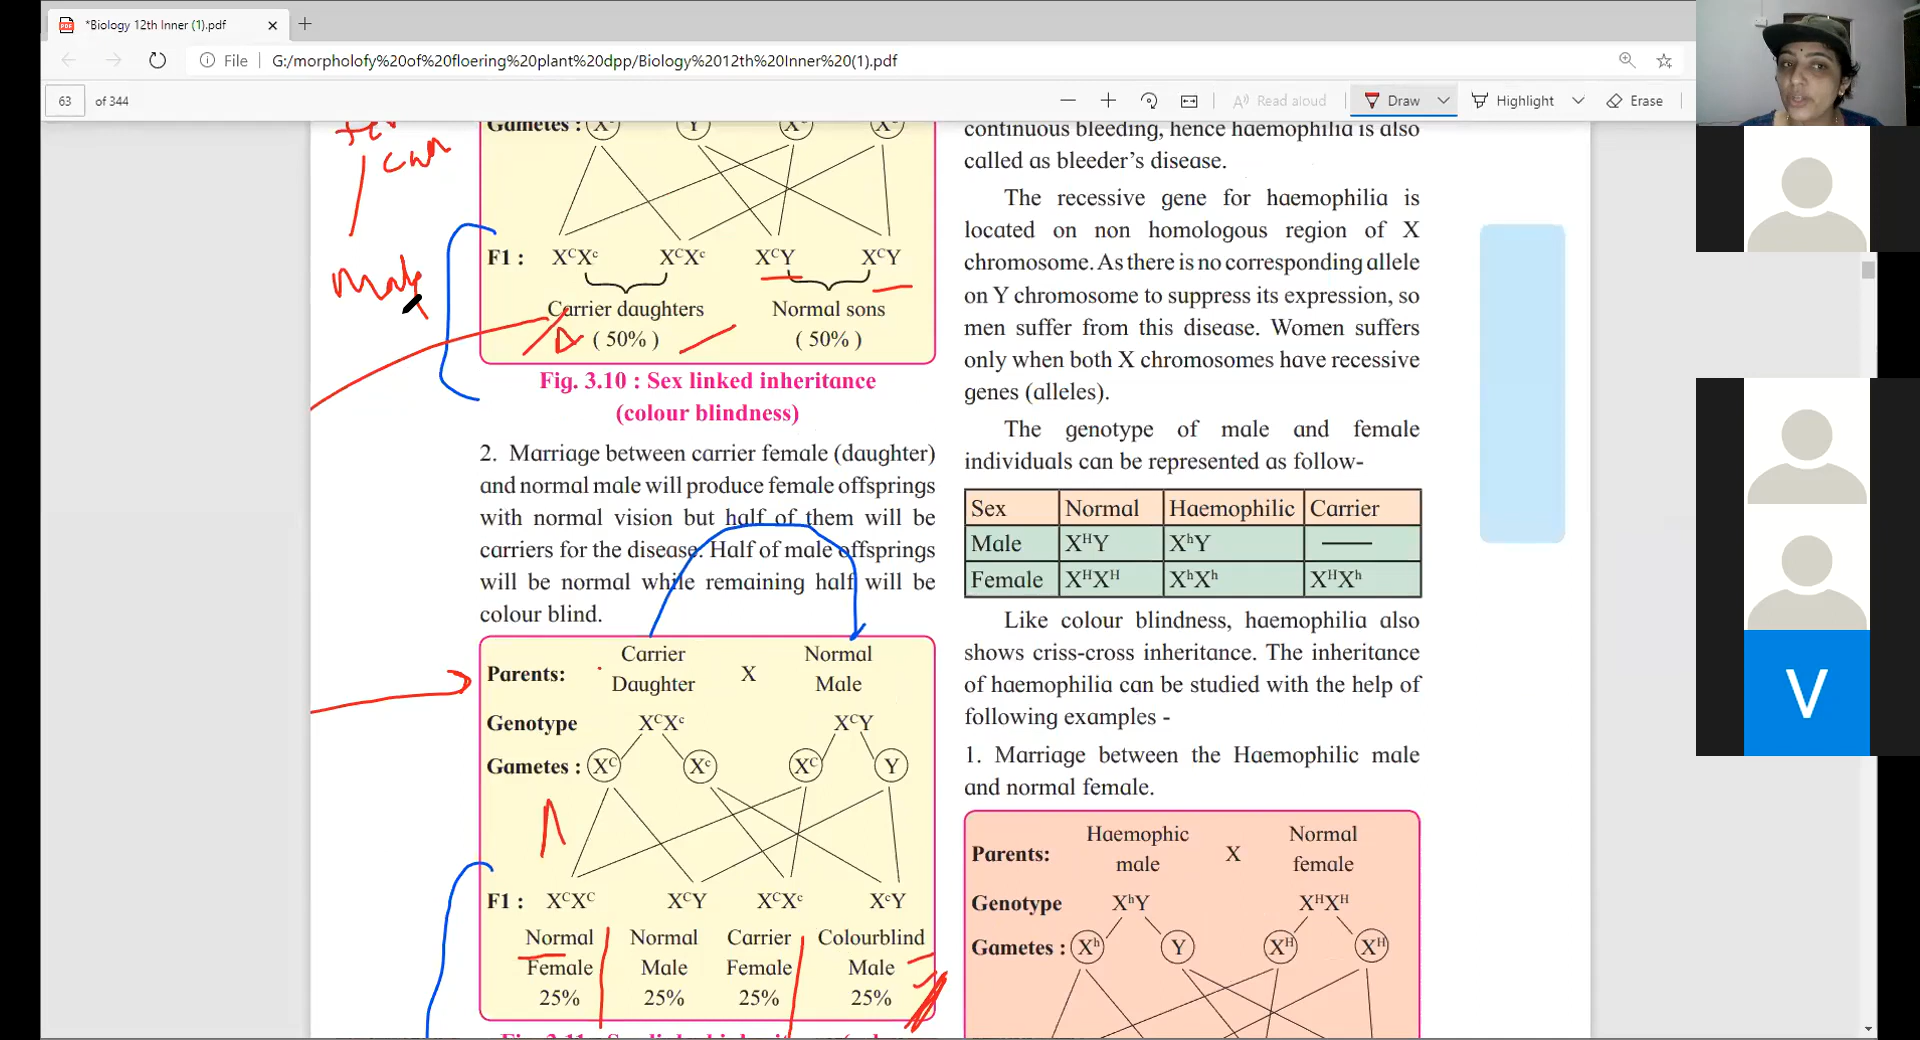 *Biology 12th Inner (1).pdf
File G:/morpholofy%20of%20floering%20plant%20dpp/Biology%2012th%20Inner%20(1).pdf
63 of 344
Read aloud Draw Highlight Erase
can
Male
Gametes : X Y X X
F1 : XᶜXᶜ XᶜXᶜ XᶜY XᶜY
Carrier daughters Normal sons
( 50% ) ( 50% )
Fig. 3.10 : Sex linked inheritance
(colour blindness)
2. Marriage between carrier female (daughter)
and normal male will produce female offsprings
with normal vision but half of them will be
carriers for the disease. Half of male offsprings
will be normal while remaining half will be
colour blind.
Parents: Carrier Daughter X Normal Male
Genotype XᶜXᶜ XᶜY
Gametes : Xᶜ Xᶜ Xᶜ Y
F1 : XᶜXᶜ XᶜY XᶜXᶜ XᶜY
Normal Normal Carrier Colourblind
Female Male Female Male
25% 25% 25% 25%
continuous bleeding, hence haemophilia is also
called as bleeder's disease.
The recessive gene for haemophilia is
located on non homologous region of X
chromosome. As there is no corresponding allele
on Y chromosome to suppress its expression, so
men suffer from this disease. Women suffers
only when both X chromosomes have recessive
genes (alleles).
The genotype of male and female
individuals can be represented as follow-
Sex Normal Haemophilic Carrier
Male XᴴY XʰY —
Female XᴴXᴴ XʰXʰ XᴴXʰ
Like colour blindness, haemophilia also
shows criss-cross inheritance. The inheritance
of haemophilia can be studied with the help of
following examples -
1. Marriage between the Haemophilic male
and normal female.
Parents: Haemophic male X Normal female
Genotype XʰY XᴴXᴴ
Gametes : Xʰ Y Xᴴ Xᴴ
V